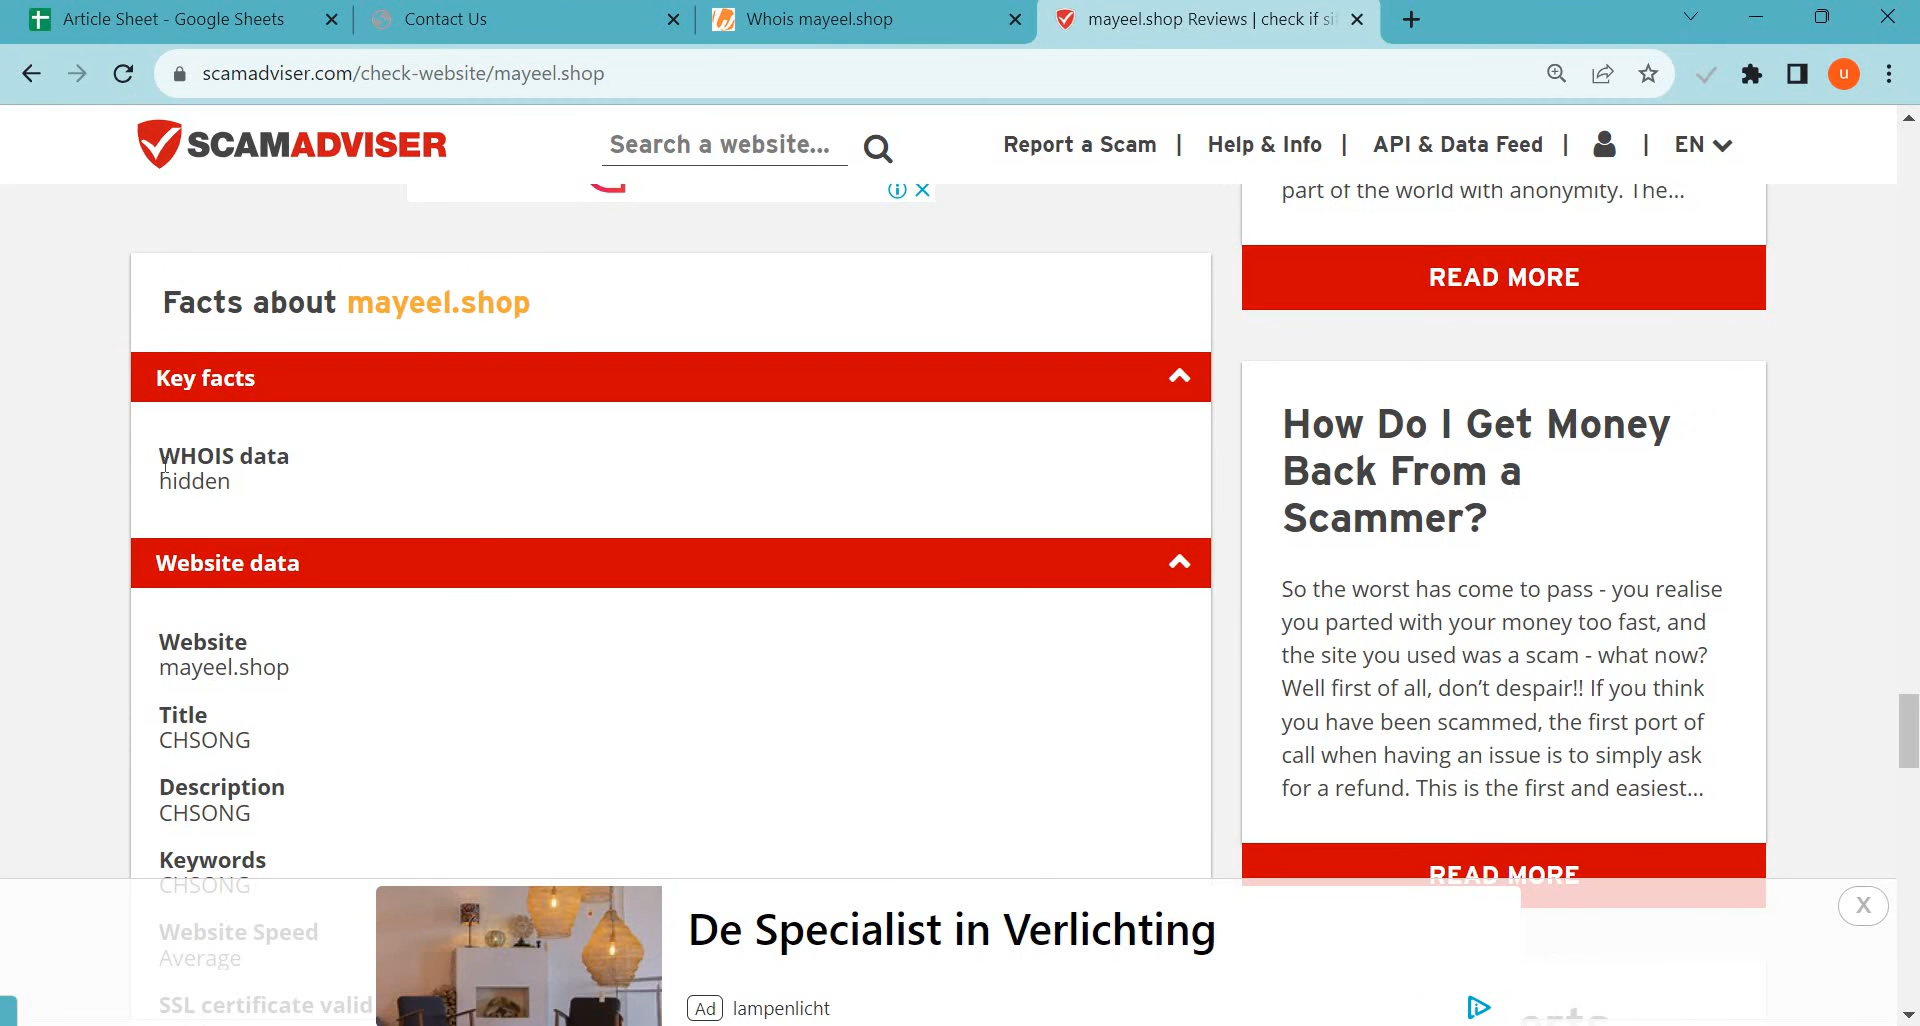 Article Sheet - Google Sheets
Contact Us
Whois mayeel.shop
mayeel.shop Reviews | check if si
scamadviser.com/check-website/mayeel.shop
u
SCAMADVISER
Search a website...
Report a Scam | Help & Info | API & Data Feed | | EN
part of the world with anonymity. The...
READ MORE
Facts about mayeel.shop
Key facts
WHOIS data
hidden
Website data
Website
mayeel.shop
Title
CHSONG
Description
CHSONG
Keywords
CHSONG
Website Speed
Average
SSL certificate valid
How Do I Get Money
Back From a
Scammer?
So the worst has come to pass - you realise
you parted with your money too fast, and
the site you used was a scam - what now?
Well first of all, don't despair!! If you think
you have been scammed, the first port of
call when having an issue is to simply ask
for a refund. This is the first and easiest...
READ MORE
X
De Specialist in Verlichting
Ad lampenlicht